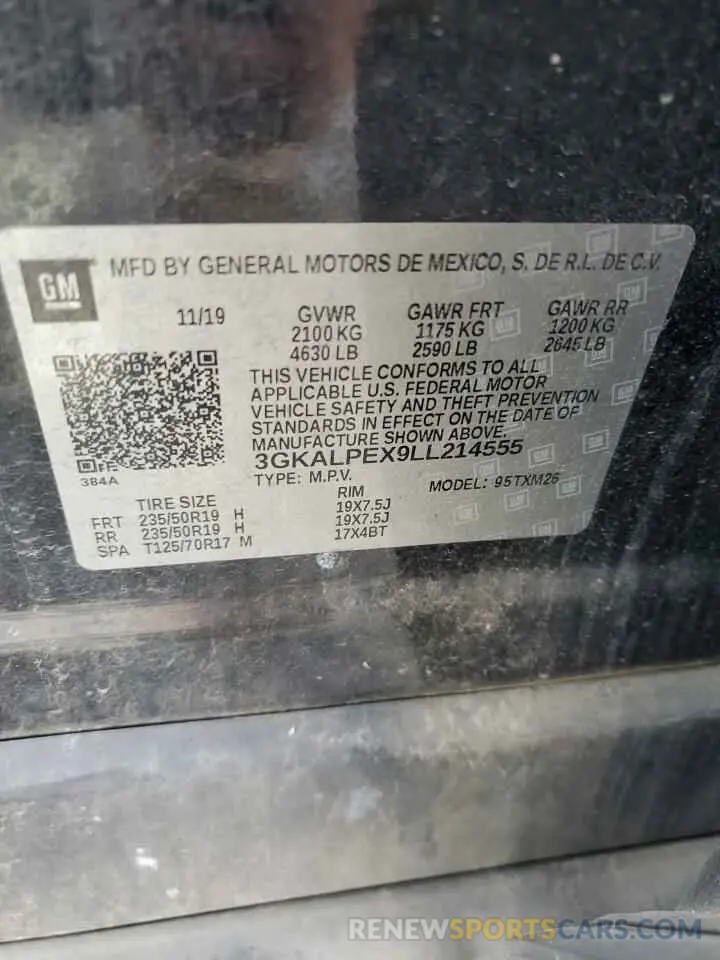 GM
MFD BY GENERAL MOTORS DE MEXICO, S. DE R.L. DE C.V.
11/19 GVWR GAWR FRT GAWR RR
2100 KG 1175 KG 1200 KG
4630 LB 2590 LB 2645 LB
THIS VEHICLE CONFORMS TO ALL
APPLICABLE U.S. FEDERAL MOTOR
VEHICLE SAFETY AND THEFT PREVENTION
STANDARDS IN EFFECT ON THE DATE OF
MANUFACTURE SHOWN ABOVE.
3GKALPEX9LL214555
384A
TYPE: M.P.V. MODEL: 95TXM26
TIRE SIZE RIM
FRT 235/50R19 H 19X7.5J
RR 235/50R19 H 19X7.5J
SPA T125/70R17 M 17X4BT
RENEWSPORTSCARS.COM